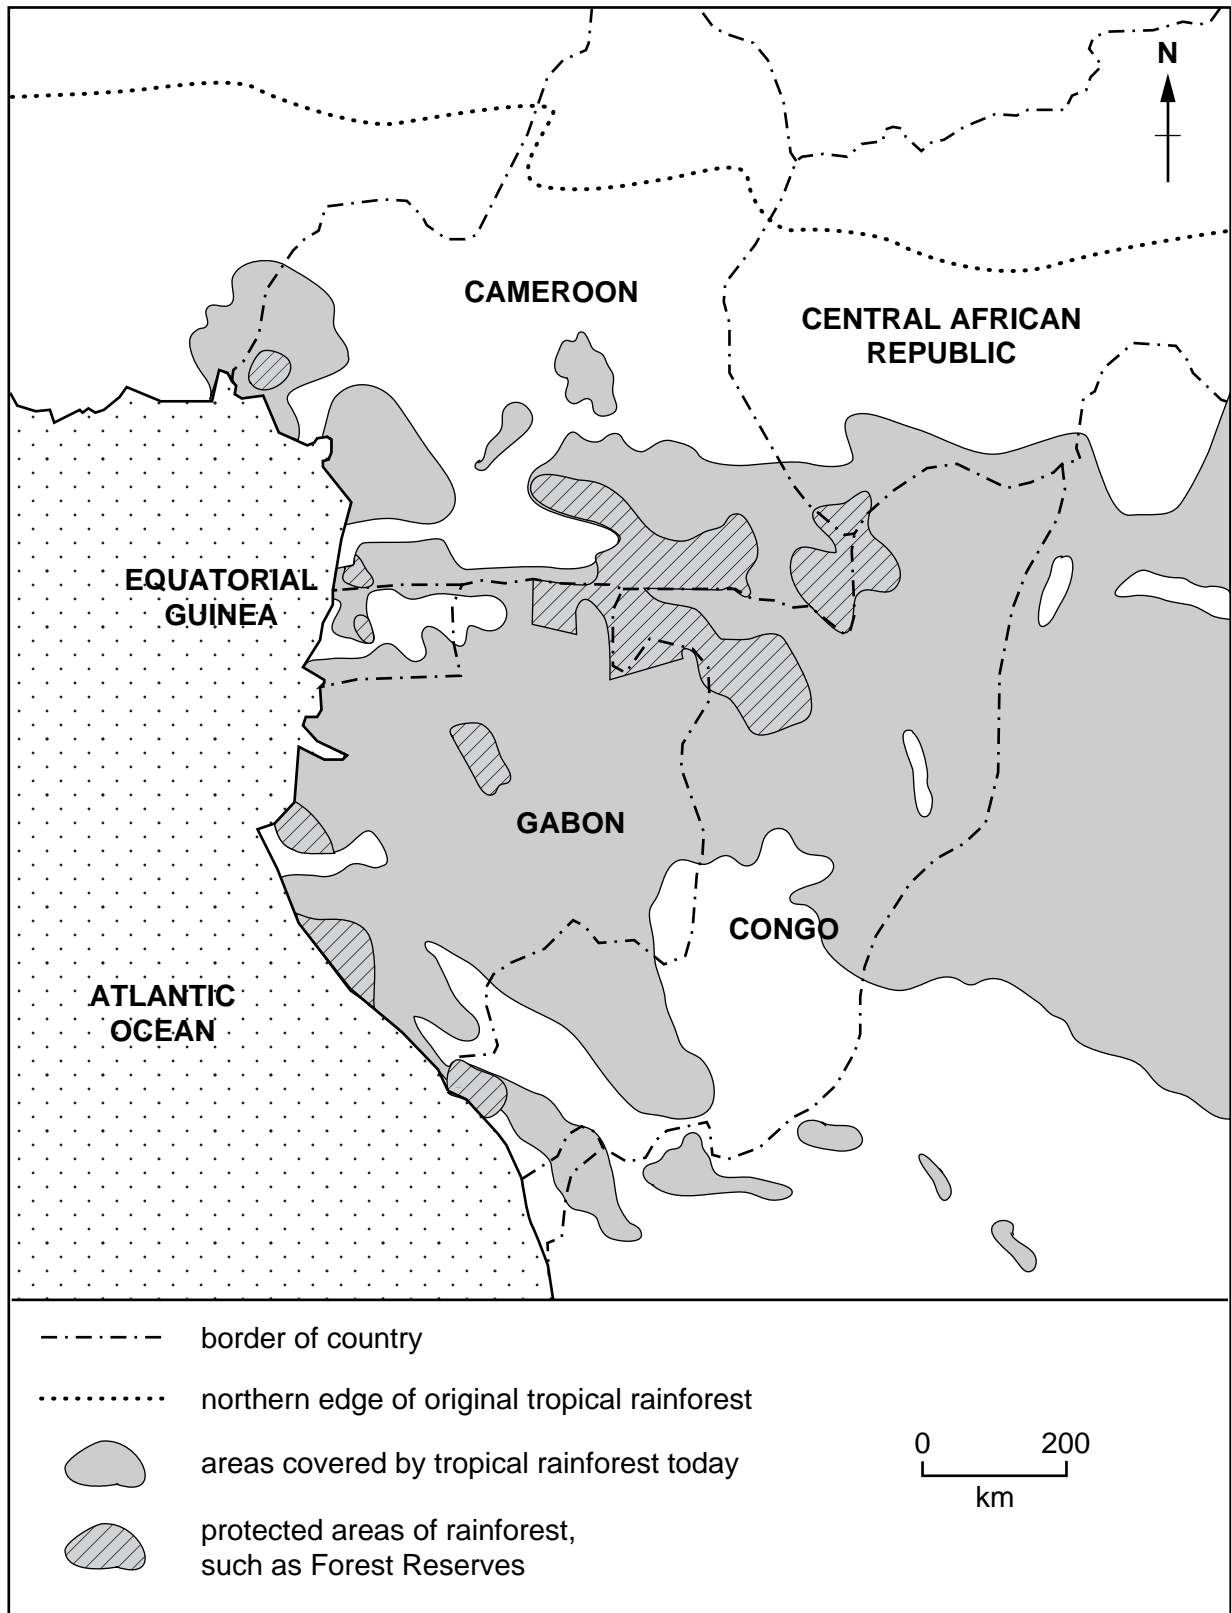 N
CAMEROON
CENTRAL AFRICAN
REPUBLIC
EQUATORIAL
GUINEA
GABON
CONGO
ATLANTIC
OCEAN
border of country
northern edge of original tropical rainforest
areas covered by tropical rainforest today
0 200
km
protected areas of rainforest,
such as Forest Reserves